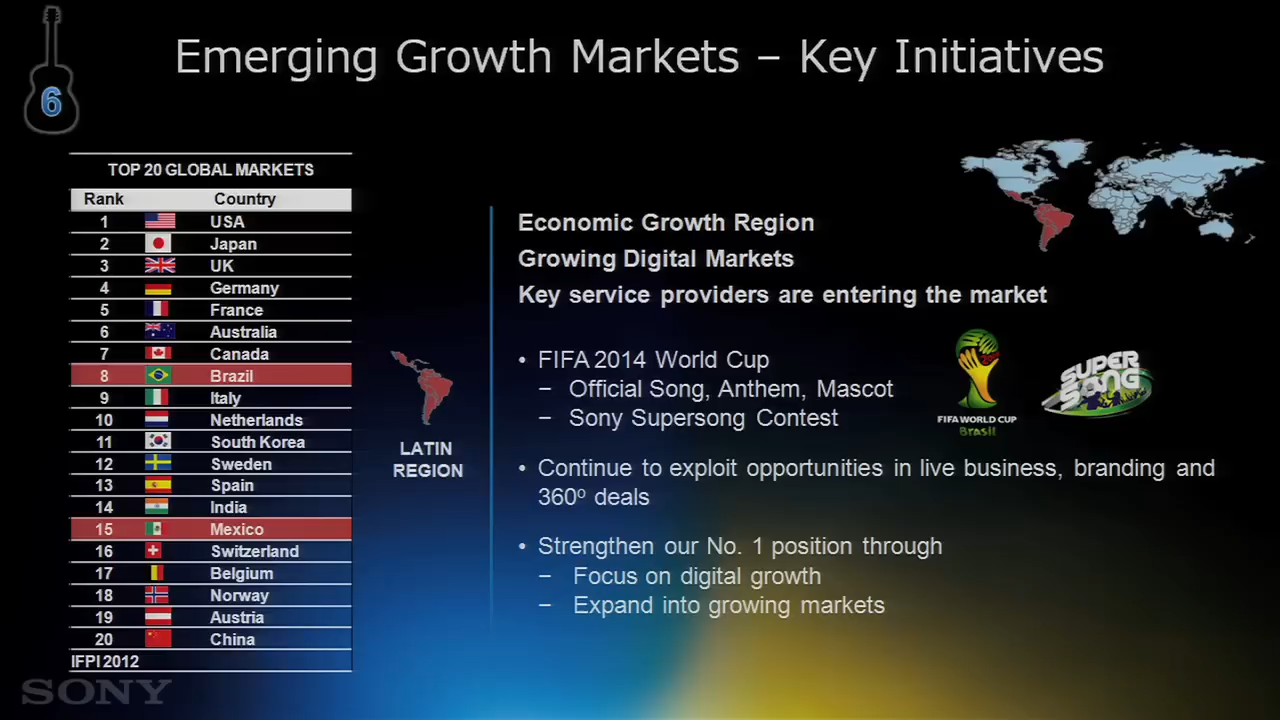 6
Emerging Growth Markets – Key Initiatives
TOP 20 GLOBAL MARKETS
Rank Country
1 USA
2 Japan
3 UK
4 Germany
5 France
6 Australia
7 Canada
8 Brazil
9 Italy
10 Netherlands
11 South Korea
12 Sweden
13 Spain
14 India
15 Mexico
16 Switzerland
17 Belgium
18 Norway
19 Austria
20 China
IFPI 2012
LATIN
REGION
Economic Growth Region
Growing Digital Markets
Key service providers are entering the market
• FIFA 2014 World Cup
– Official Song, Anthem, Mascot
– Sony Supersong Contest
FIFA WORLD CUP
Brasil
SUPER
SONG
• Continue to exploit opportunities in live business, branding and
360º deals
• Strengthen our No. 1 position through
– Focus on digital growth
– Expand into growing markets
SONY